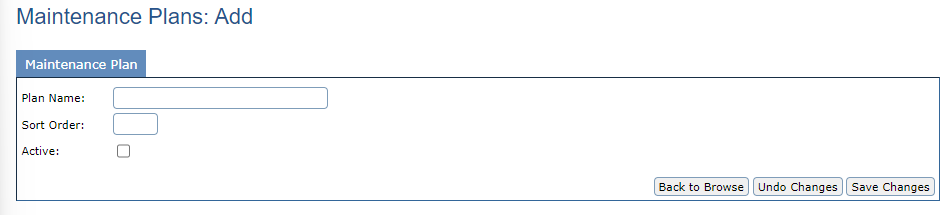 Maintenance Plans: Add
Maintenance Plan
Plan Name:
Sort Order:
Active:
Back to Browse Undo Changes Save Changes